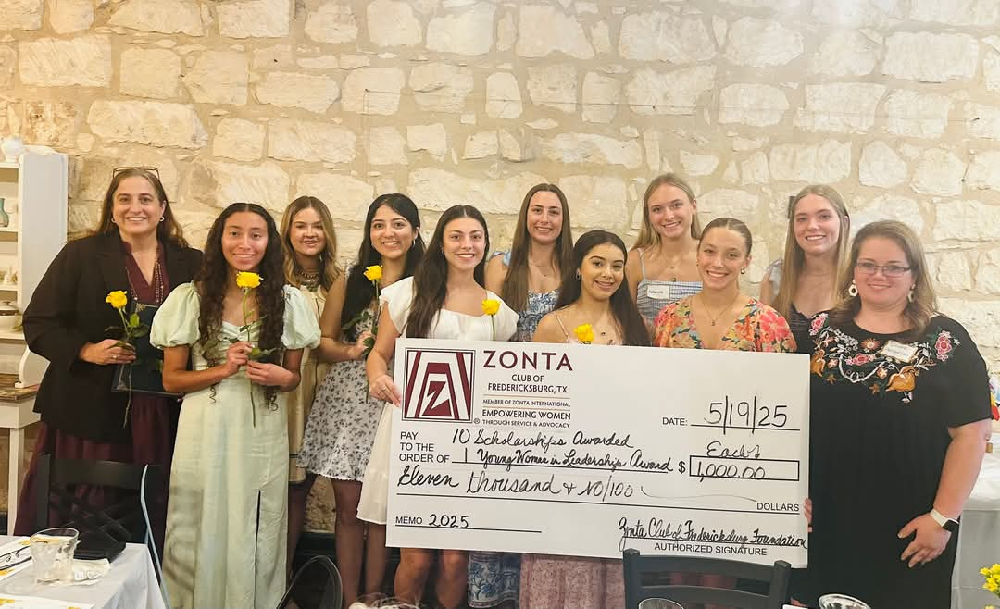 ZONTA
CLUB OF
FREDERICKSBURG, TX
MEMBER OF ZONTA INTERNATIONAL
EMPOWERING WOMEN
THROUGH SERVICE & ADVOCACY
Z ®
DATE: 5/19/25
PAY TO THE ORDER OF
10 Scholarships Awarded
1 Young Women in Leadership Award
Each
$ 1,000.00
Eleven thousand & NO/100
DOLLARS
MEMO 2025
Zonta Club of Fredericksburg Foundation
AUTHORIZED SIGNATURE